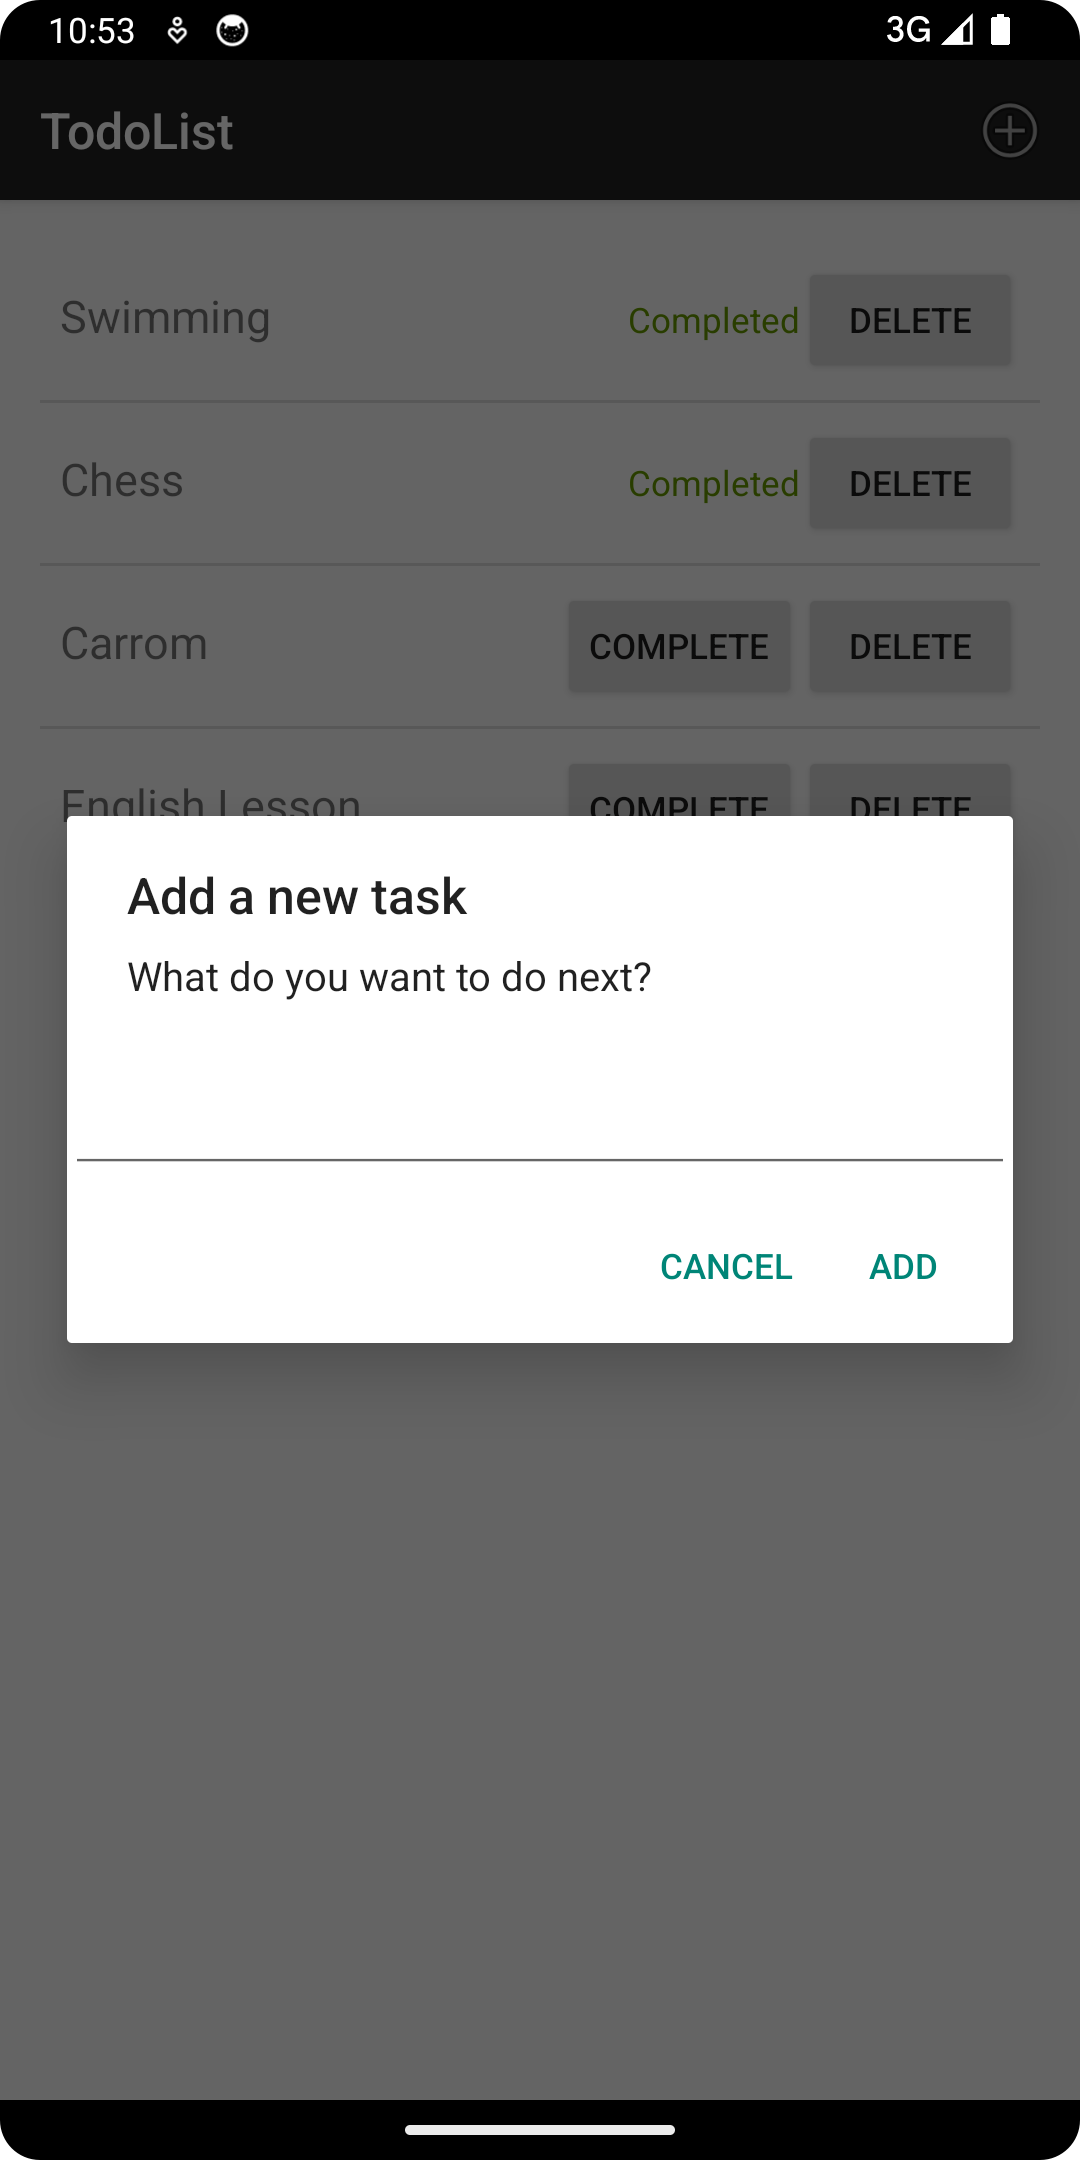 10:53 3G
TodoList
Swimming Completed DELETE
Chess Completed DELETE
Carrom COMPLETE DELETE
English Lesson COMPLETE DELETE
Add a new task
What do you want to do next?
CANCEL ADD